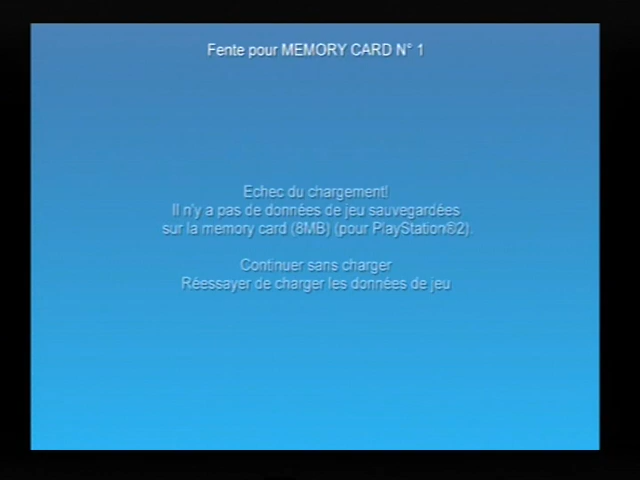 Fente pour MEMORY CARD N° 1
Echec du chargement!
Il n'y a pas de données de jeu sauvegardées
sur la memory card (8MB) (pour PlayStation®2).
Continuer sans charger
Réessayer de charger les données de jeu